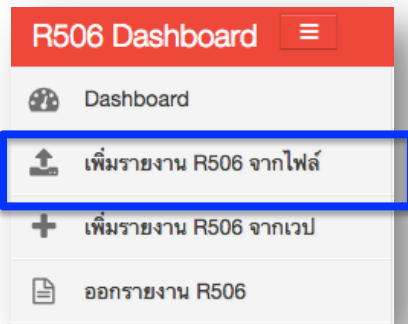 R506 Dashboard
Dashboard
เพิ่มรายงาน R506 จากไฟล์
เพิ่มรายงาน R506 จากเวป
ออกรายงาน R506